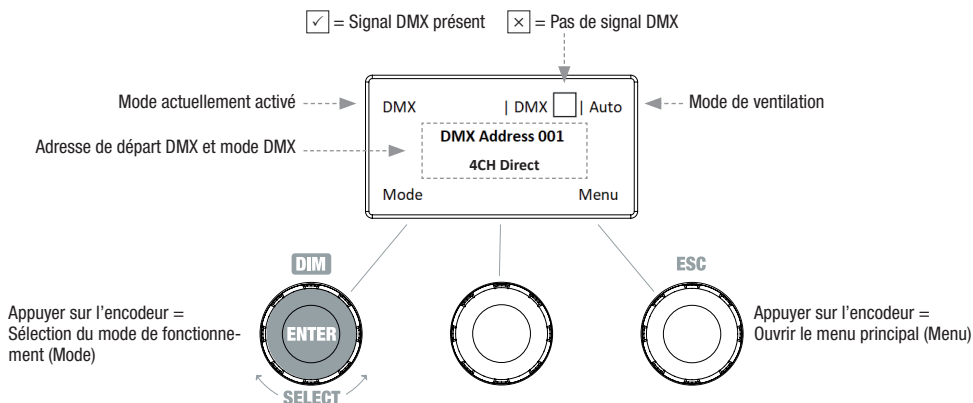 ✓ = Signal DMX présent × = Pas de signal DMX
Mode actuellement activé
DMX | DMX | Auto
Mode de ventilation
Adresse de départ DMX et mode DMX
DMX Address 001
4CH Direct
Mode Menu
DIM
ESC
Appuyer sur l'encodeur =
Sélection du mode de fonctionne-
ment (Mode)
ENTER
SELECT
Appuyer sur l'encodeur =
Ouvrir le menu principal (Menu)